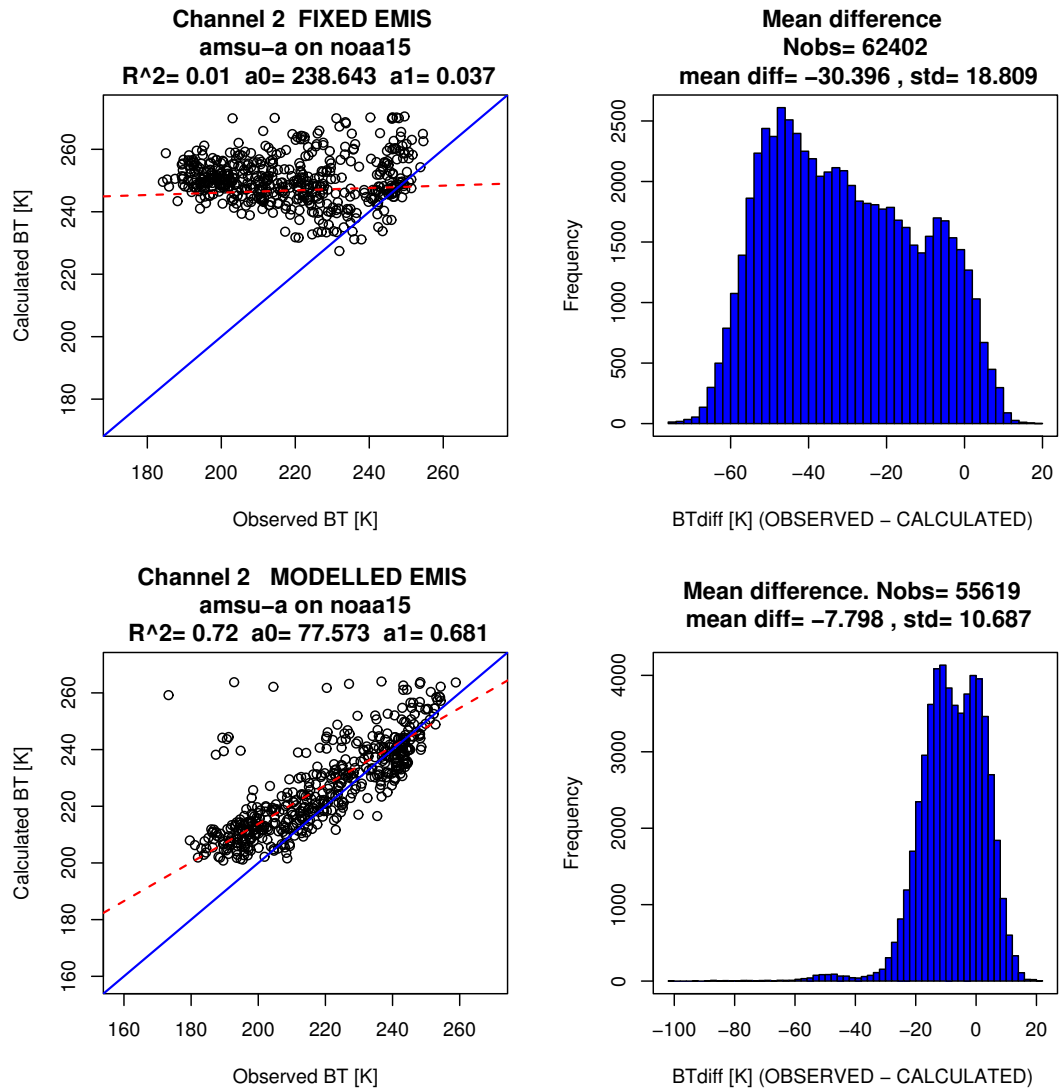 Channel 2  FIXED EMIS
amsu−a on noaa15
R^2= 0.01  a0= 238.643  a1= 0.037
Calculated BT [K]
260
240
220
200
180
180 200 220 240 260
Observed BT [K]
Mean difference
Nobs= 62402
mean diff= −30.396 , std= 18.809
Frequency
2500
2000
1500
1000
500
0
−60 −40 −20 0 20
BTdiff [K] (OBSERVED − CALCULATED)
Channel 2   MODELLED EMIS
amsu−a on noaa15
R^2= 0.72  a0= 77.573  a1= 0.681
Calculated BT [K]
260
240
220
200
180
160
160 180 200 220 240 260
Observed BT [K]
Mean difference. Nobs= 55619
mean diff= −7.798 , std= 10.687
Frequency
4000
3000
2000
1000
0
−100 −80 −60 −40 −20 0 20
BTdiff [K] (OBSERVED − CALCULATED)